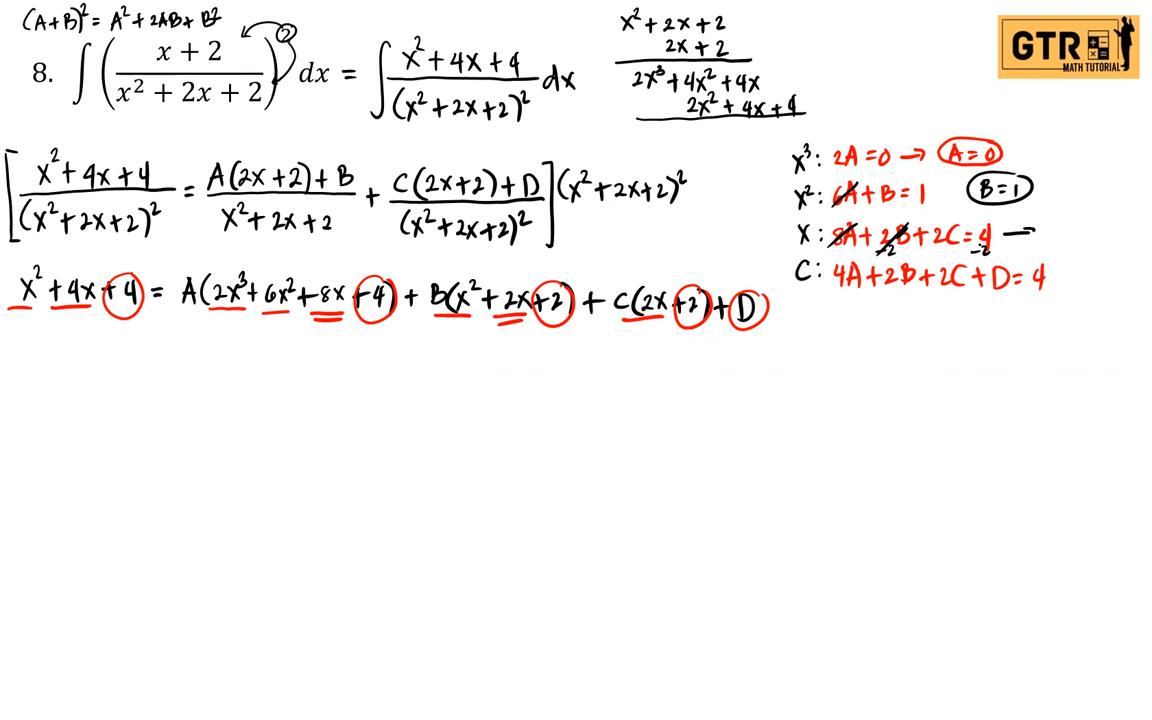 (A+B)² = A² + 2AB + B²
8. ∫ ( (x + 2)/(x² + 2x + 2) )² dx = ∫ (x² + 4x + 4)/(x² + 2x + 2)² dx
x² + 2x + 2
2x + 2
2x³ + 4x² + 4x
2x² + 4x + 4
GTR
MATH TUTORIAL
[ (x² + 4x + 4)/(x² + 2x + 2)² = (A(2x + 2) + B)/(x² + 2x + 2) + (C(2x + 2) + D)/(x² + 2x + 2)² ] (x² + 2x + 2)²
x² + 4x + 4 = A(2x³ + 6x² + 8x + 4) + B(x² + 2x + 2) + C(2x + 2) + D
x³: 2A = 0 → A = 0
x²: 6A + B = 1 B = 1
x: 8A + 2B + 2C = 4 —
-2 -2
C: 4A + 2B + 2C + D = 4